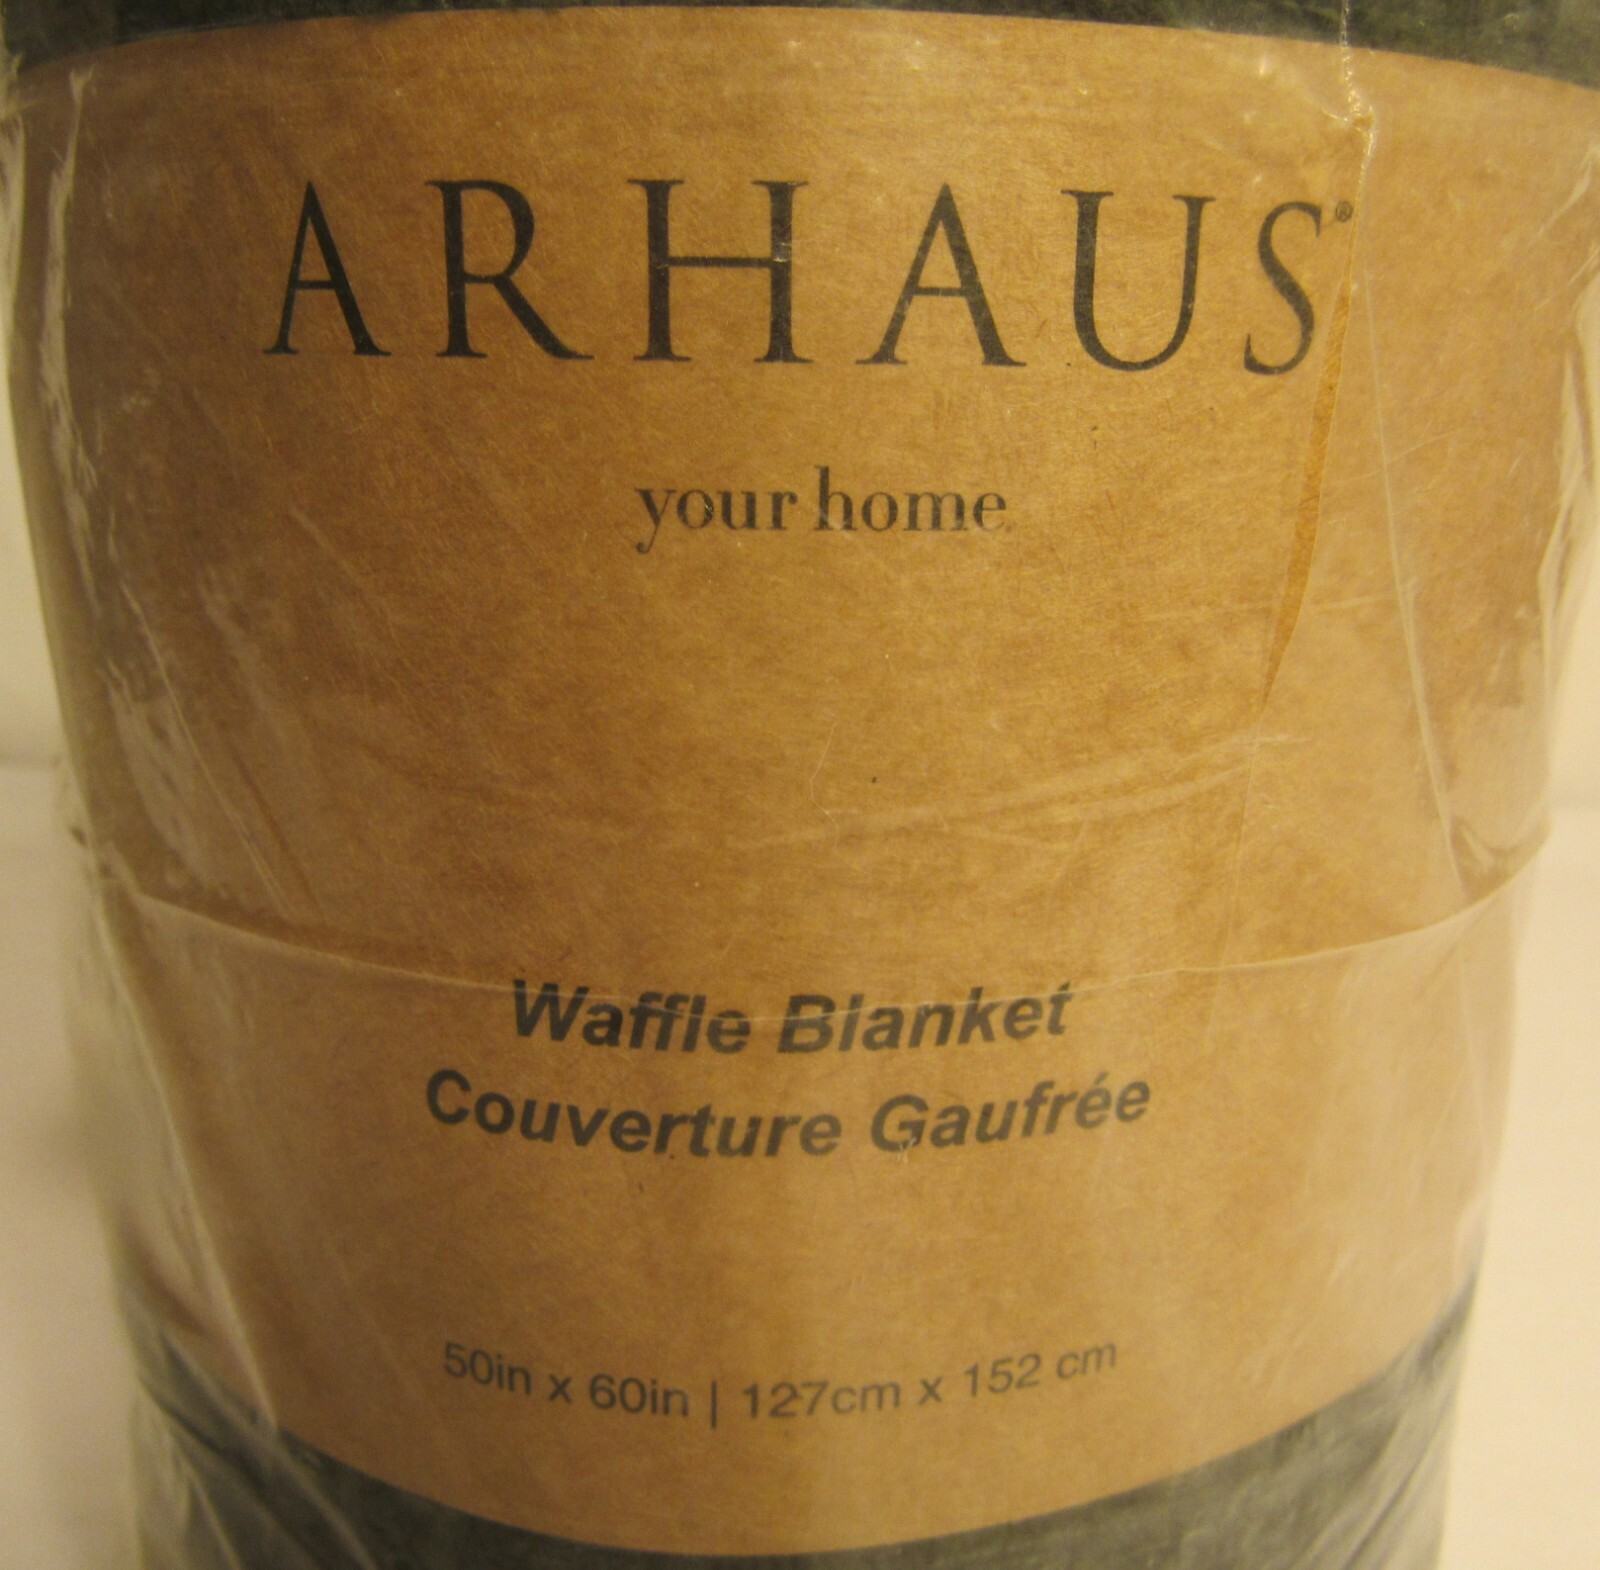 ARHAUS®
your home
Waffle Blanket
Couverture Gaufrée
50in x 60in | 127cm x 152 cm